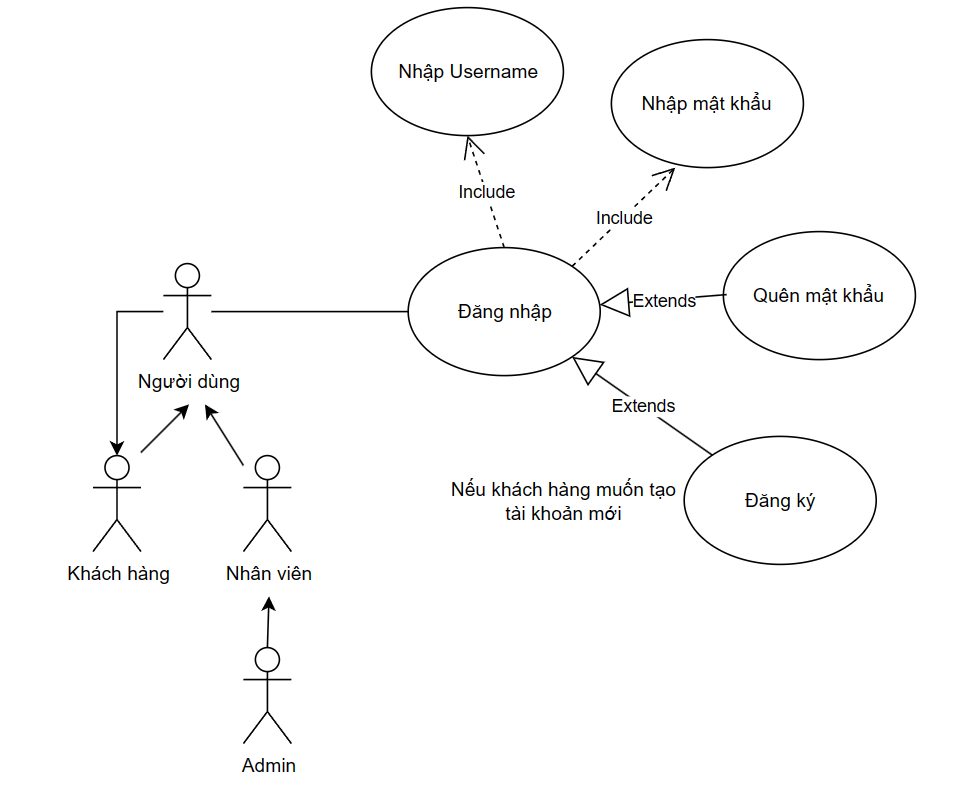 Nhập Username
Nhập mật khẩu
Include
Include
Đăng nhập
Extends
Quên mật khẩu
Người dùng
Extends
Nếu khách hàng muốn tạo
tài khoản mới
Đăng ký
Khách hàng
Nhân viên
Admin